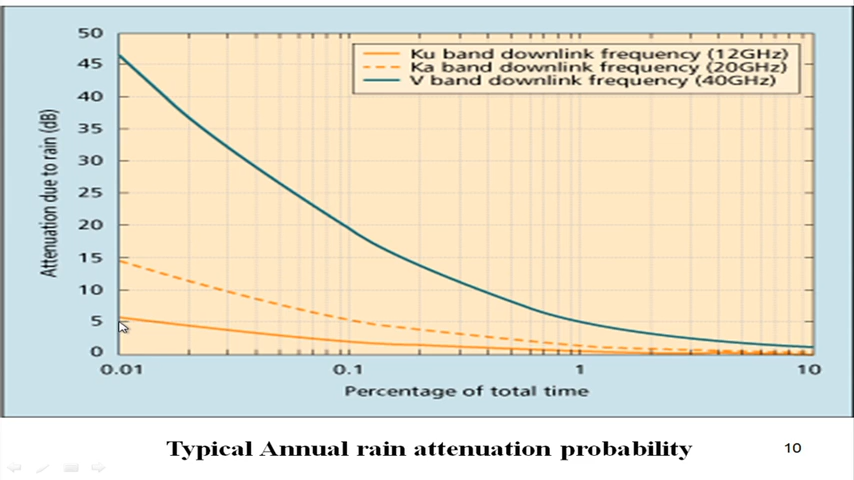 50
45
40
35
30
25
20
15
10
5
0
Attenuation due to rain (dB)
Ku band downlink frequency (12GHz)
Ka band downlink frequency (20GHz)
V band downlink frequency (40GHz)
0.01 0.1 1 10
Percentage of total time
Typical Annual rain attenuation probability
10